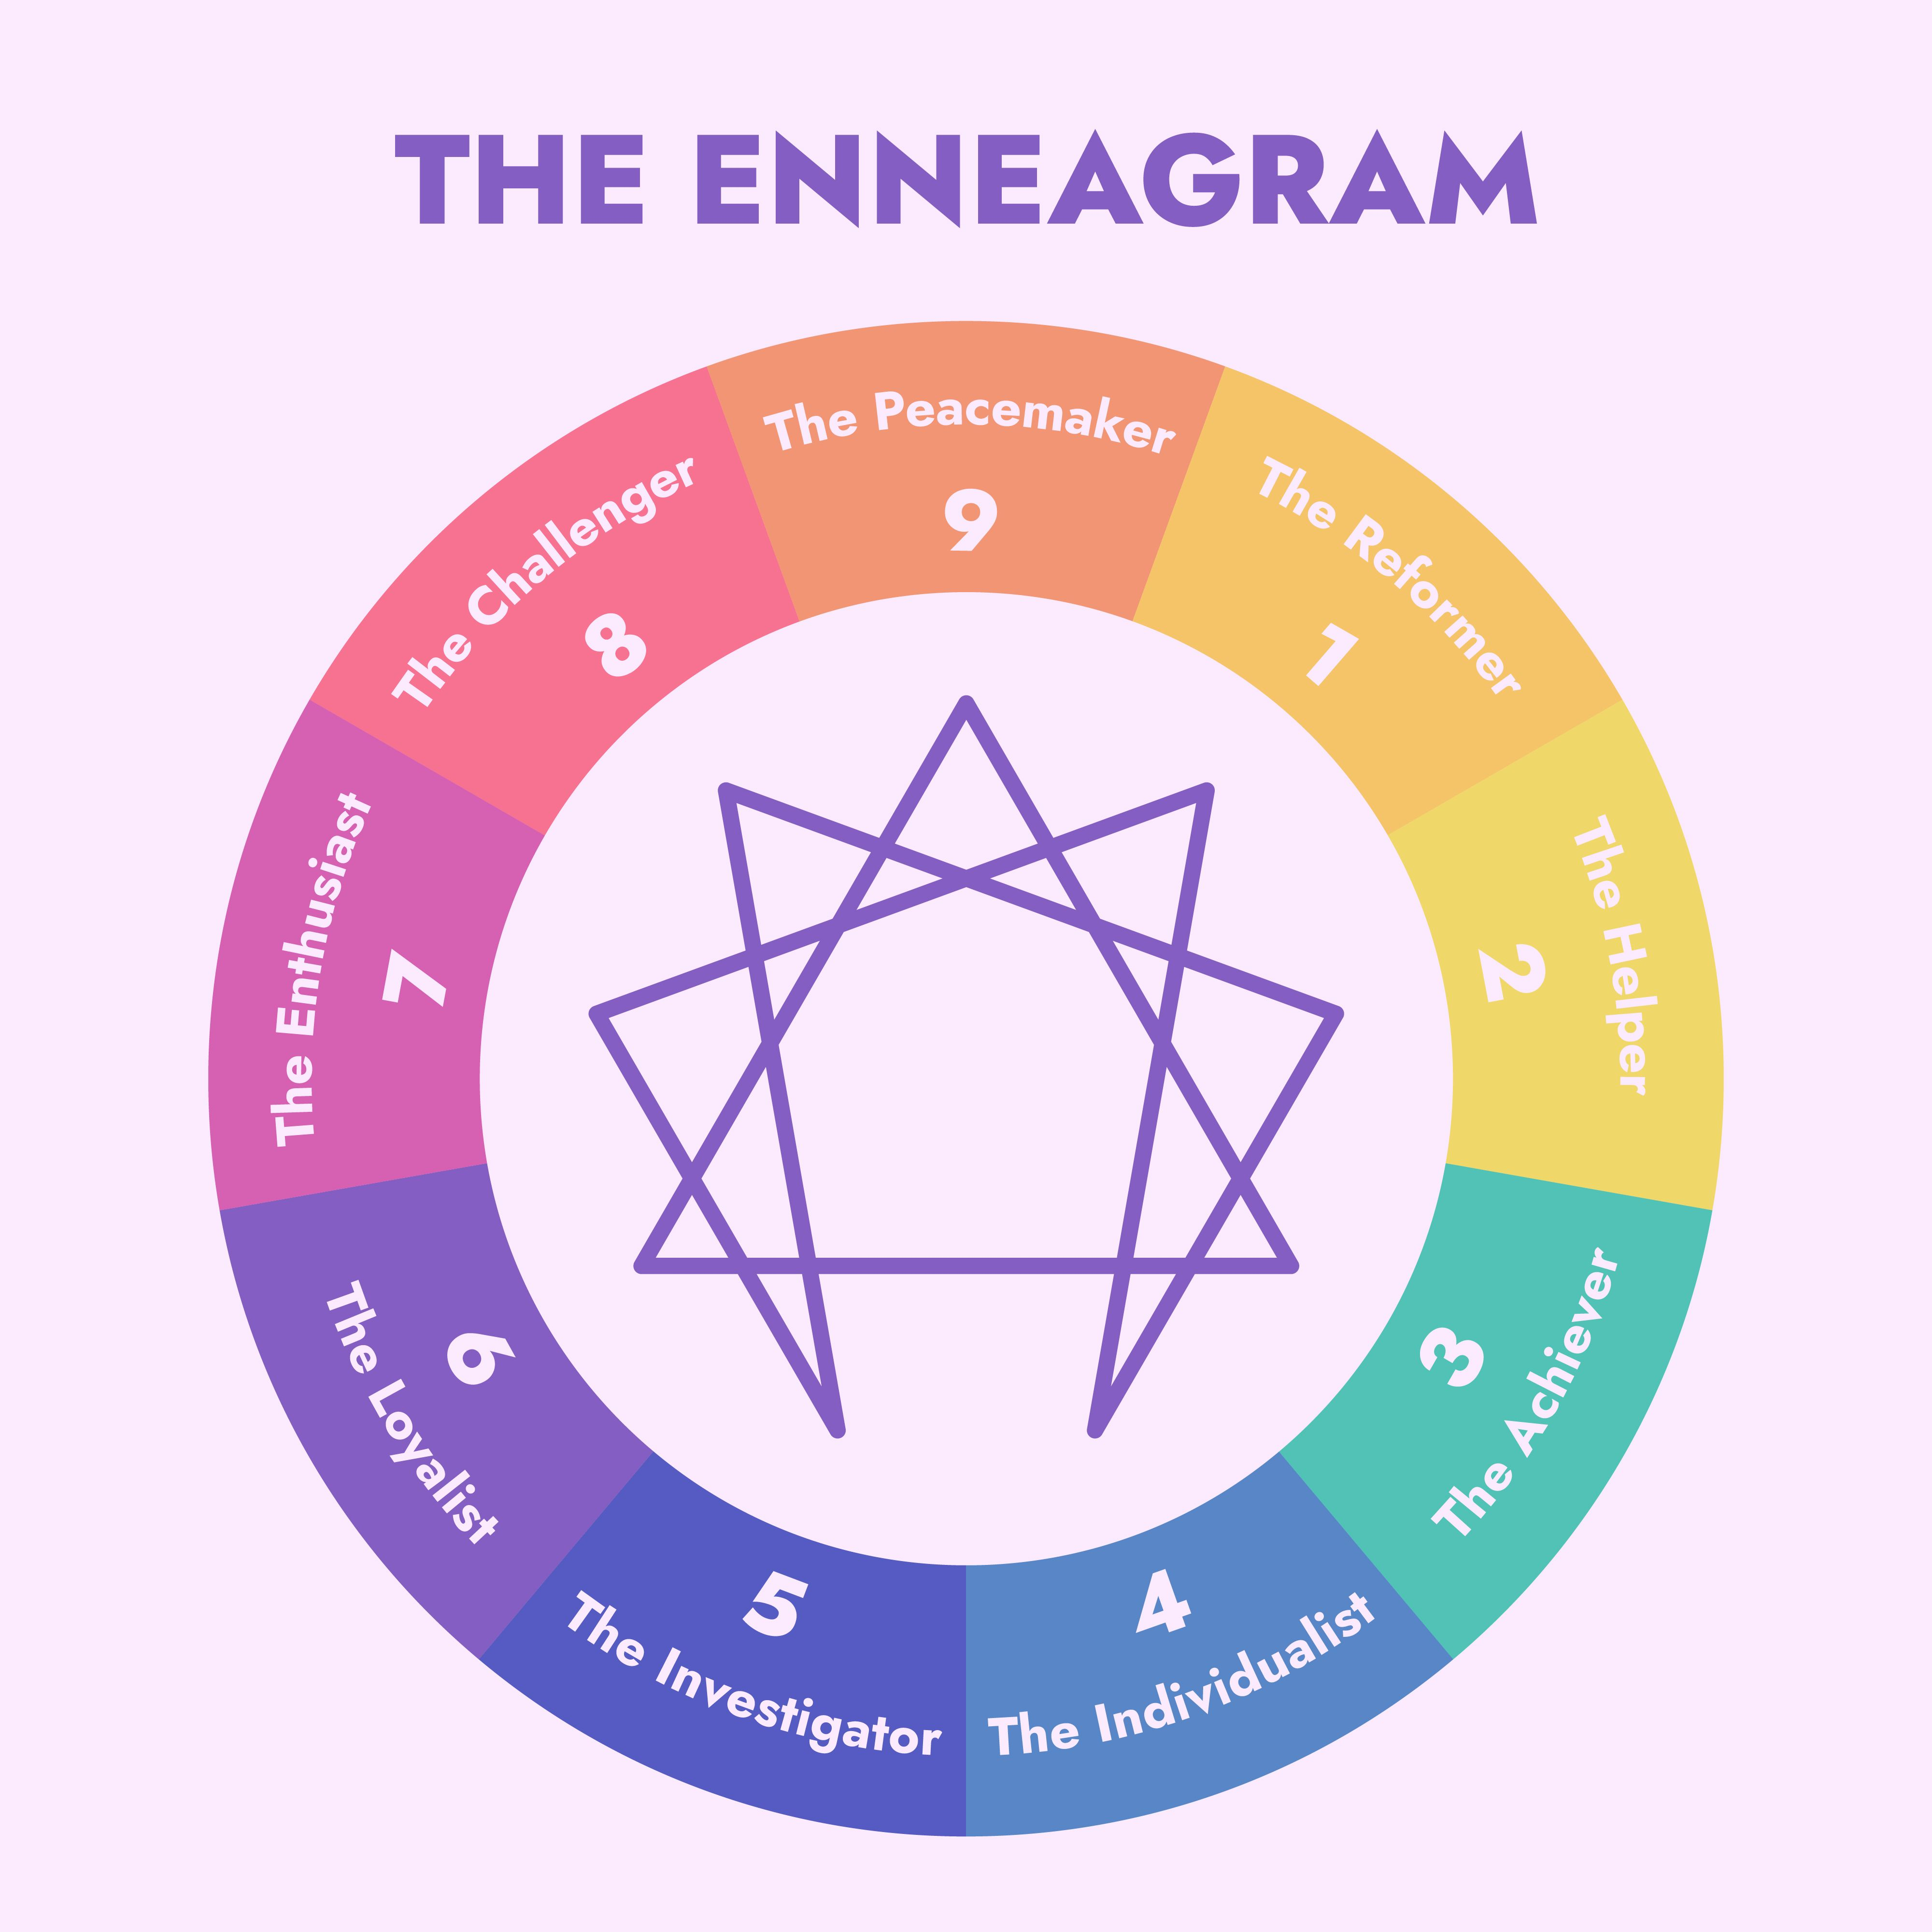 THE ENNEAGRAM
The Peacemaker
9
The Reformer
1
The Helper
2
The Achiever
3
The Individualist
4
The Investigator
5
The Loyalist
6
The Enthusiast
7
The Challenger
8